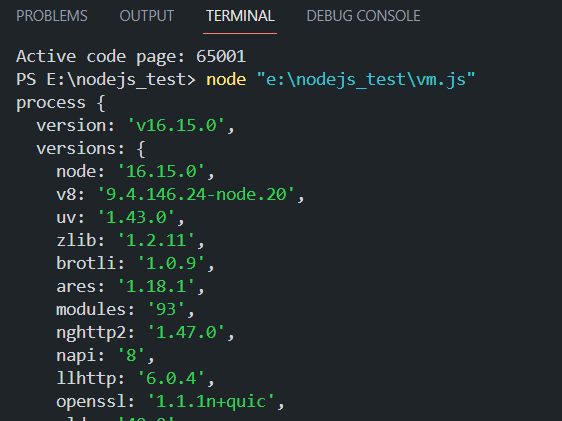 PROBLEMS OUTPUT TERMINAL DEBUG CONSOLE
Active code page: 65001
PS E:\nodejs_test> node "e:\nodejs_test\vm.js"
process {
  version: 'v16.15.0',
  versions: {
    node: '16.15.0',
    v8: '9.4.146.24-node.20',
    uv: '1.43.0',
    zlib: '1.2.11',
    brotli: '1.0.9',
    ares: '1.18.1',
    modules: '93',
    nghttp2: '1.47.0',
    napi: '8',
    llhttp: '6.0.4',
    openssl: '1.1.1n+quic',